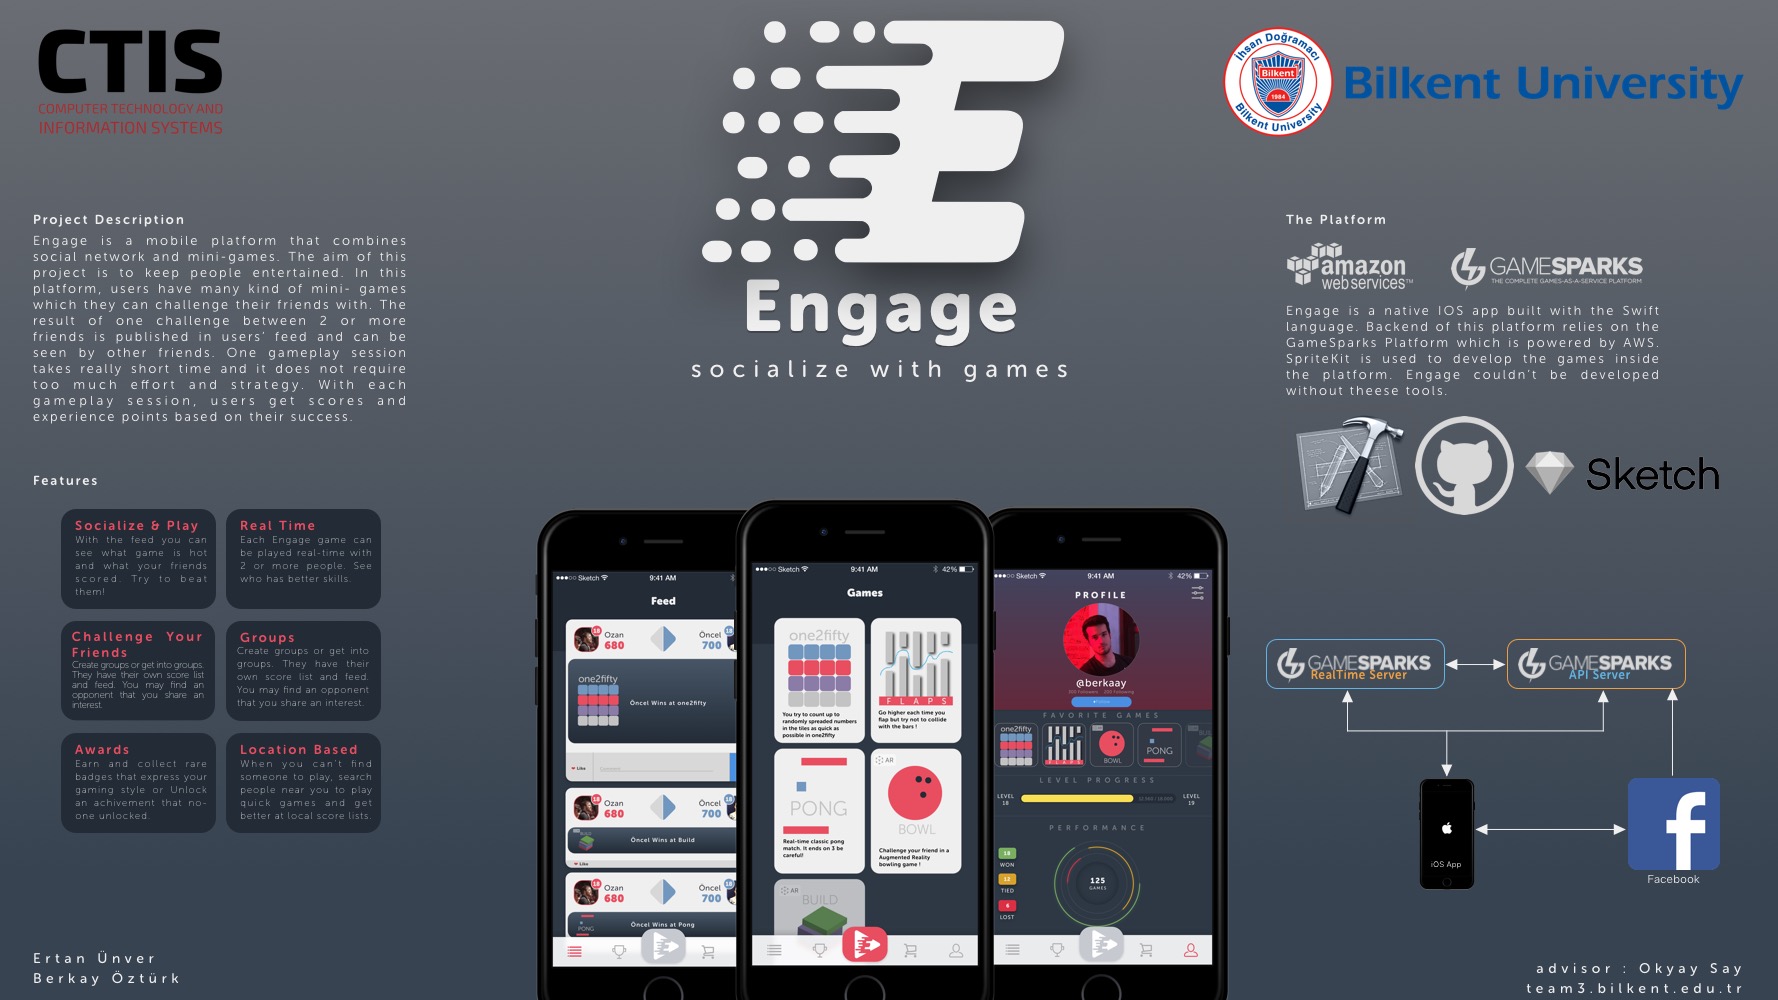 CTIS
COMPUTER TECHNOLOGY AND
INFORMATION SYSTEMS
Engage
socialize with games
İhsan Doğramacı
Bilkent
1984
Bilkent University
Bilkent University
Project Description
Engage is a mobile platform that combines
social network and mini-games. The aim of this
project is to keep people entertained. In this
platform, users have many kind of mini- games
which they can challenge their friends with. The
result of one challenge between 2 or more
friends is published in users' feed and can be
seen by other friends. One gameplay session
takes really short time and it does not require
too much effort and strategy. With each
gameplay session, users get scores and
experience points based on their success.
Features
Socialize & Play
With the feed you can
see what game is hot
and what your friends
scored. Try to beat
them!
Real Time
Each Engage game can
be played real-time with
2 or more people. See
who has better skills.
Challenge Your
Friends
Create groups or get into groups.
They have their own score list
and feed. You may find an
opponent that you share an
interest.
Groups
Create groups or get into
groups. They have their
own score list and feed.
You may find an opponent
that you share an interest.
Awards
Earn and collect rare
badges that express your
gaming style or Unlock
an achivement that no-
one unlocked.
Location Based
When you can't find
someone to play, search
people near you to play
quick games and get
better at local score lists.
Ertan Ünver
Berkay Öztürk
Sketch
9:41 AM
Feed
18
Ozan
680
Öncel
700
18
one2fifty
Öncel Wins at one2fifty
Like
18
Ozan
680
Öncel
700
BUILD
Öncel Wins at Build
Like
18
Ozan
680
Öncel
700
PONG
Öncel Wins at Pong
Sketch
9:41 AM
42%
Games
one2fifty
You try to count up to
randomly spreaded numbers
in the tiles as quick as
possible in one2fifty
FLAPS
Go higher each time you
flap but try not to collide
with the bars !
PONG
Real-time classic pong
match. It ends on 3 be
careful!
AR
BOWL
Challenge your friend in a
Augmented Reality
bowling game !
AR
BUILD
Sketch
9:41 AM
42%
PROFILE
@berkaay
FAVORITE GAMES
one2fifty
FLAPS
BOWL
PONG
LEVEL PROGRESS
LEVEL
18
LEVEL
19
PERFORMANCE
WON
12
TIED
6
LOST
125
GAMES
The Platform
amazon
webservices™
GAMESPARKS
THE COMPLETE GAMES-AS-A-SERVICE PLATFORM
Engage is a native IOS app built with the Swift
language. Backend of this platform relies on the
GameSparks Platform which is powered by AWS.
SpriteKit is used to develop the games inside
the platform. Engage couldn't be developed
without theese tools.
Sketch
GAMESPARKS
RealTime Server
GAMESPARKS
API Server
iOS App
Facebook
advisor : Okyay Say
team3.bilkent.edu.tr